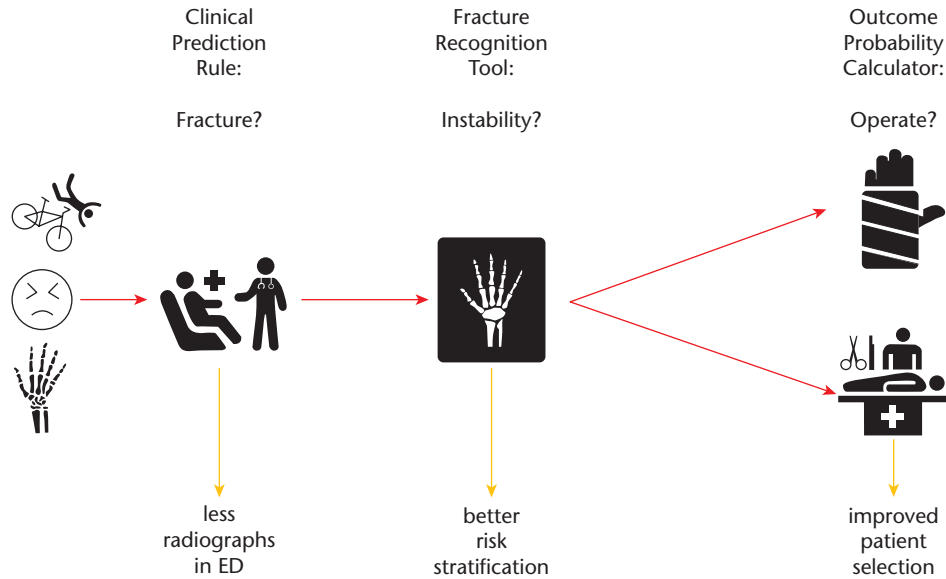 Clinical
Prediction
Rule:
Fracture?
Fracture
Recognition
Tool:
Instability?
Outcome
Probability
Calculator:
Operate?
less
radiographs
in ED
better
risk
stratification
improved
patient
selection